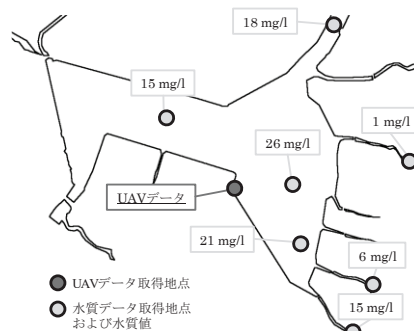 18 mg/l
15 mg/l
1 mg/l
26 mg/l
UAVデータ
21 mg/l
6 mg/l
15 mg/l
UAVデータ取得地点
水質データ取得地点
および水質値